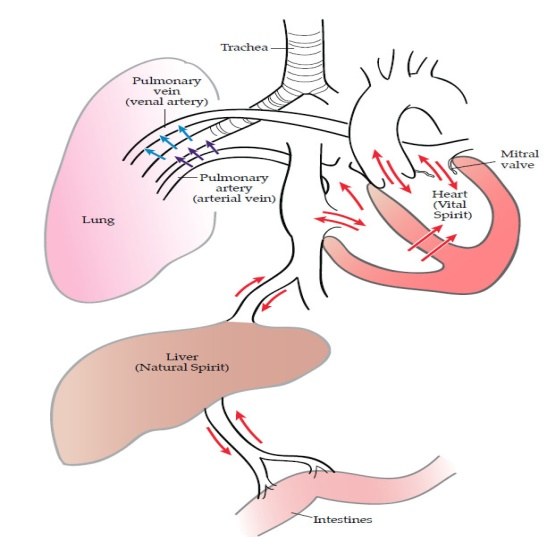 Trachea
Pulmonary
vein
(venal artery)
Mitral
valve
Pulmonary
artery
(arterial vein)
Heart
(Vital
Spirit)
Lung
Liver
(Natural Spirit)
Intestines